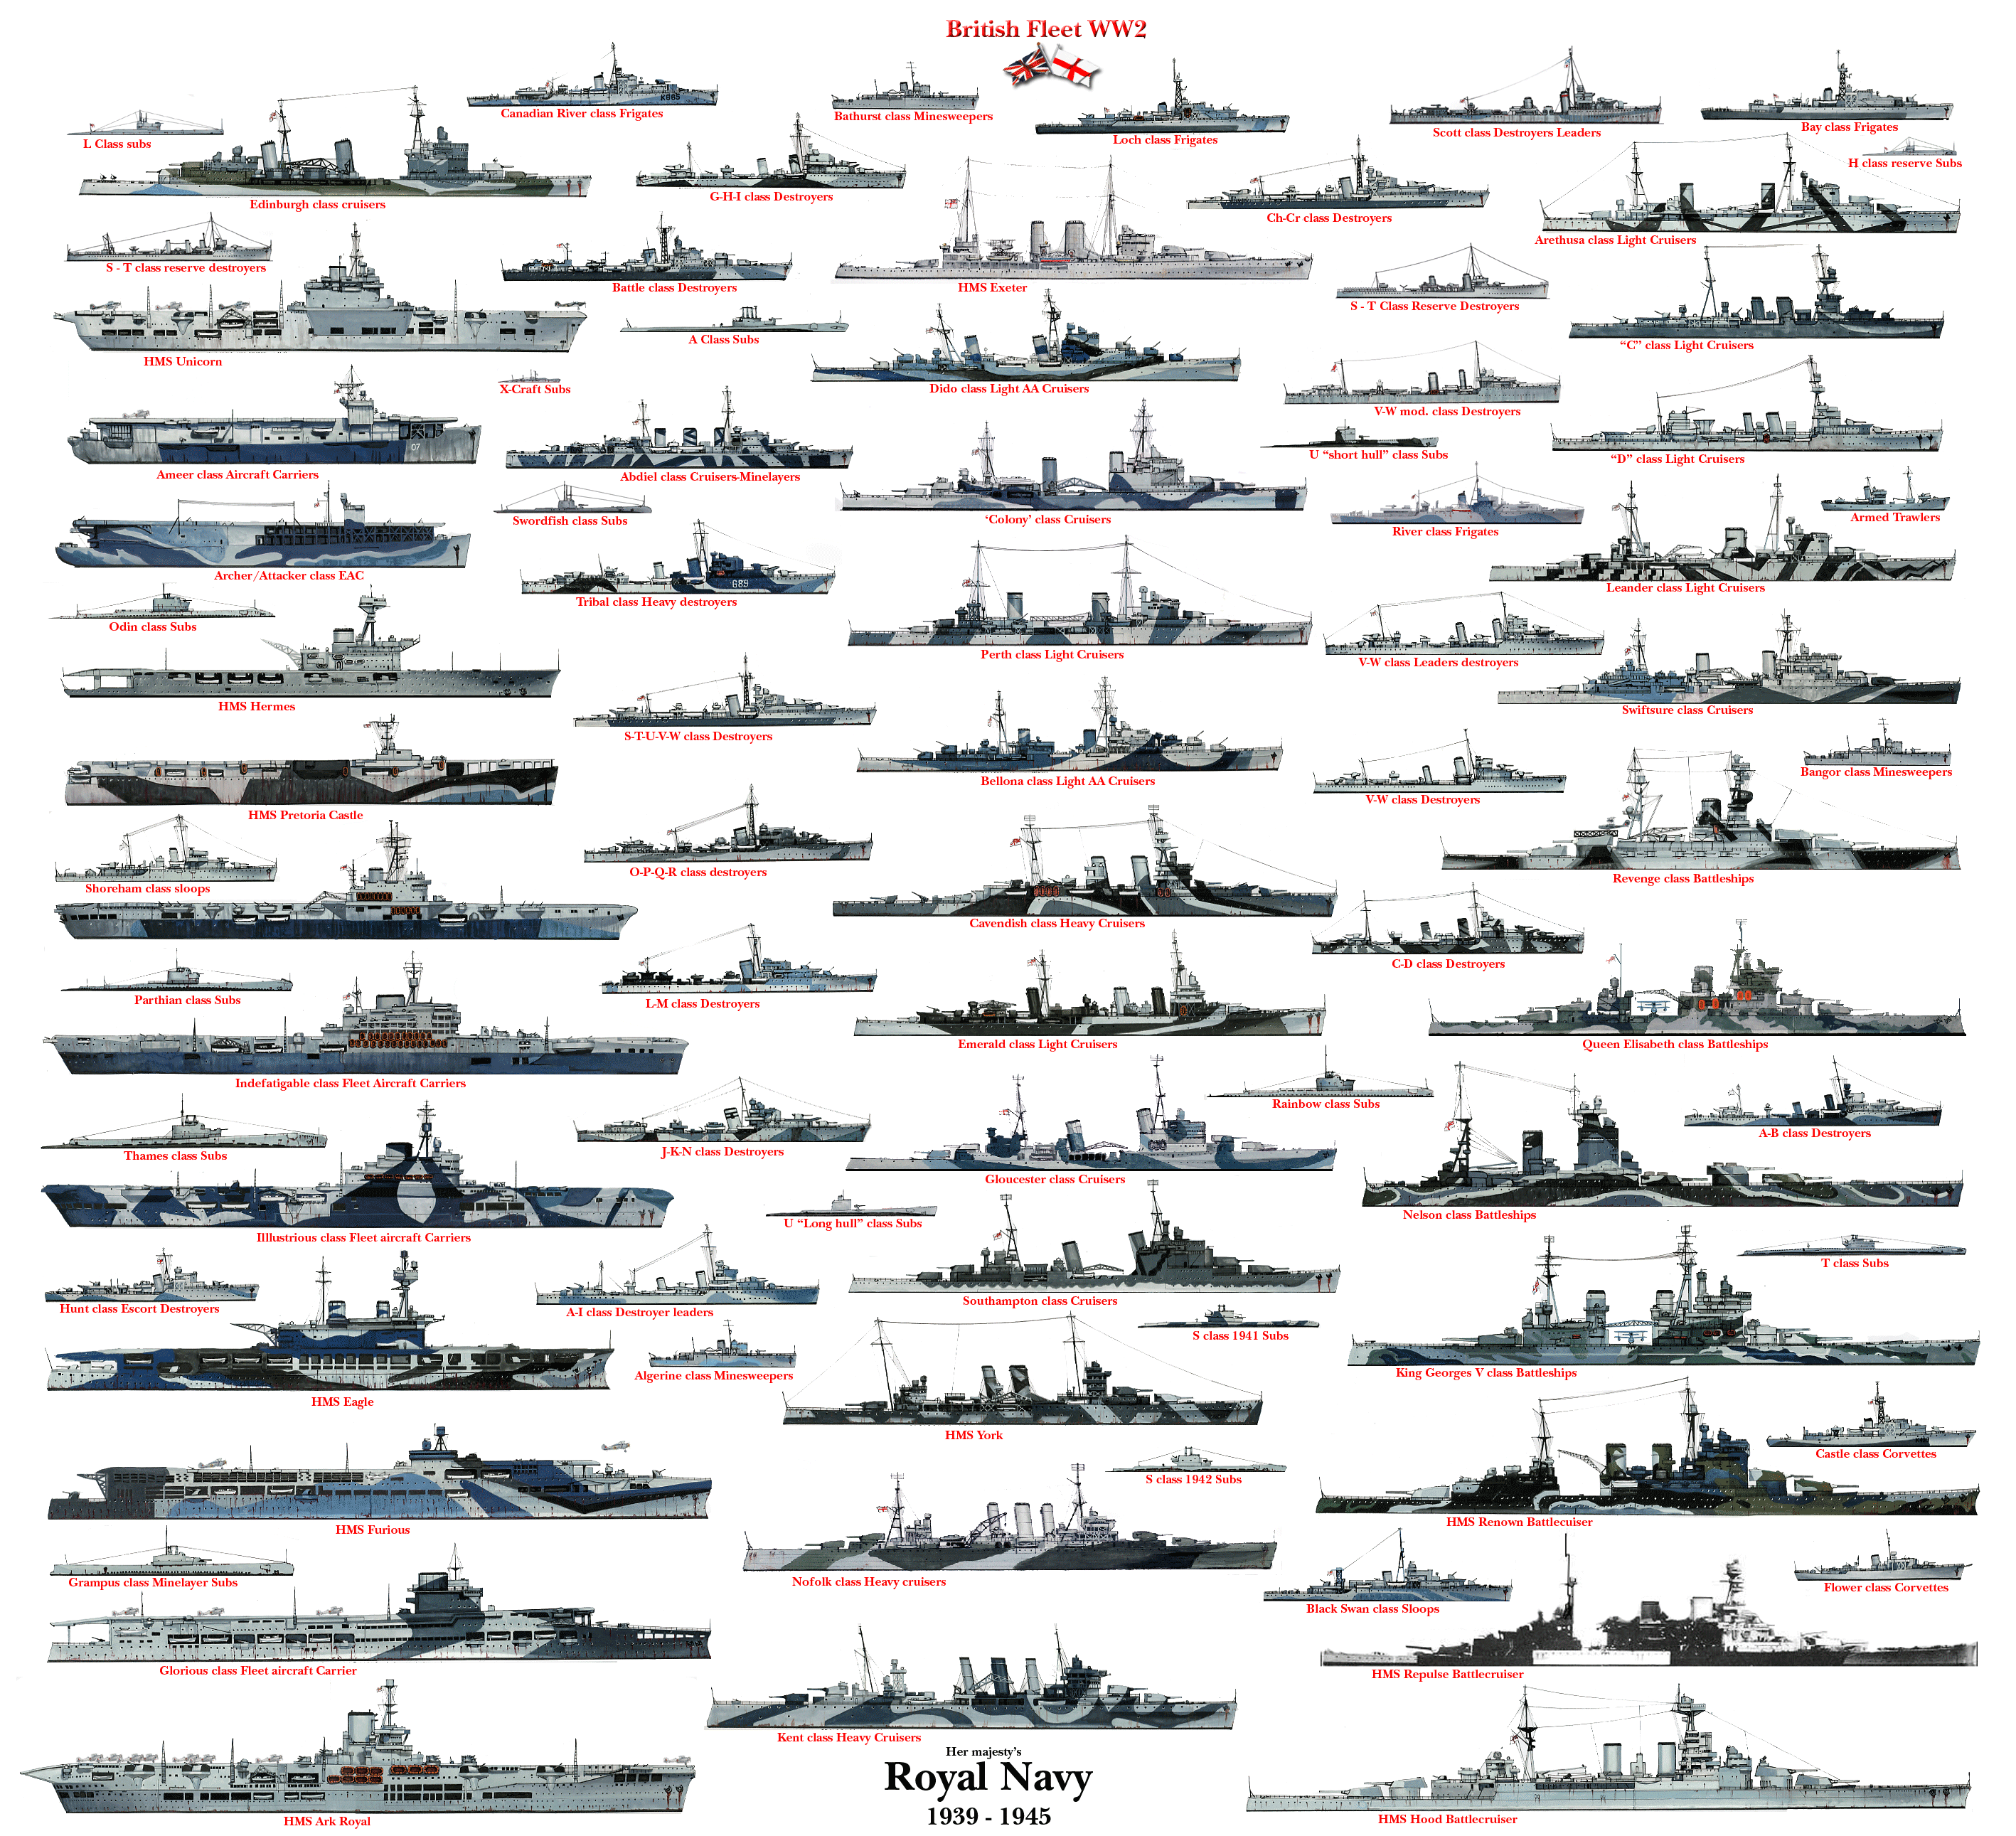 British Fleet WW2
Canadian River class Frigates
K665
Bathurst class Minesweepers
Loch class Frigates
Scott class Destroyers Leaders
Bay class Frigates
L Class subs
H class reserve Subs
Edinburgh class cruisers
G-H-I class Destroyers
Ch-Cr class Destroyers
Arethusa class Light Cruisers
S - T class reserve destroyers
Battle class Destroyers
HMS Exeter
S - T Class Reserve Destroyers
A Class Subs
“C” class Light Cruisers
HMS Unicorn
X-Craft Subs
Dido class Light AA Cruisers
V-W mod. class Destroyers
07
U “short hull” class Subs
“D” class Light Cruisers
Ameer class Aircraft Carriers
Abdiel class Cruisers-Minelayers
Swordfish class Subs
‘Colony’ class Cruisers
River class Frigates
Armed Trawlers
Archer/Attacker class EAC
G89
Tribal class Heavy destroyers
Leander class Light Cruisers
Odin class Subs
Perth class Light Cruisers
V-W class Leaders destroyers
HMS Hermes
Swiftsure class Cruisers
S-T-U-V-W class Destroyers
Bellona class Light AA Cruisers
Bangor class Minesweepers
V-W class Destroyers
HMS Pretoria Castle
O-P-Q-R class destroyers
Revenge class Battleships
Shoreham class sloops
Cavendish class Heavy Cruisers
C-D class Destroyers
Parthian class Subs
L-M class Destroyers
Emerald class Light Cruisers
Queen Elisabeth class Battleships
Indefatigable class Fleet Aircraft Carriers
Rainbow class Subs
A-B class Destroyers
Thames class Subs
J-K-N class Destroyers
Gloucester class Cruisers
Nelson class Battleships
U “Long hull” class Subs
Illlustrious class Fleet aircraft Carriers
T class Subs
Hunt class Escort Destroyers
A-I class Destroyer leaders
Southampton class Cruisers
S class 1941 Subs
Algerine class Minesweepers
King Georges V class Battleships
HMS Eagle
HMS York
Castle class Corvettes
S class 1942 Subs
HMS Furious
HMS Renown Battlecuiser
Grampus class Minelayer Subs
Nofolk class Heavy cruisers
Flower class Corvettes
Black Swan class Sloops
Glorious class Fleet aircraft Carrier
HMS Repulse Battlecruiser
Kent class Heavy Cruisers
Her majesty’s
Royal Navy
1939 - 1945
HMS Ark Royal
HMS Hood Battlecruiser